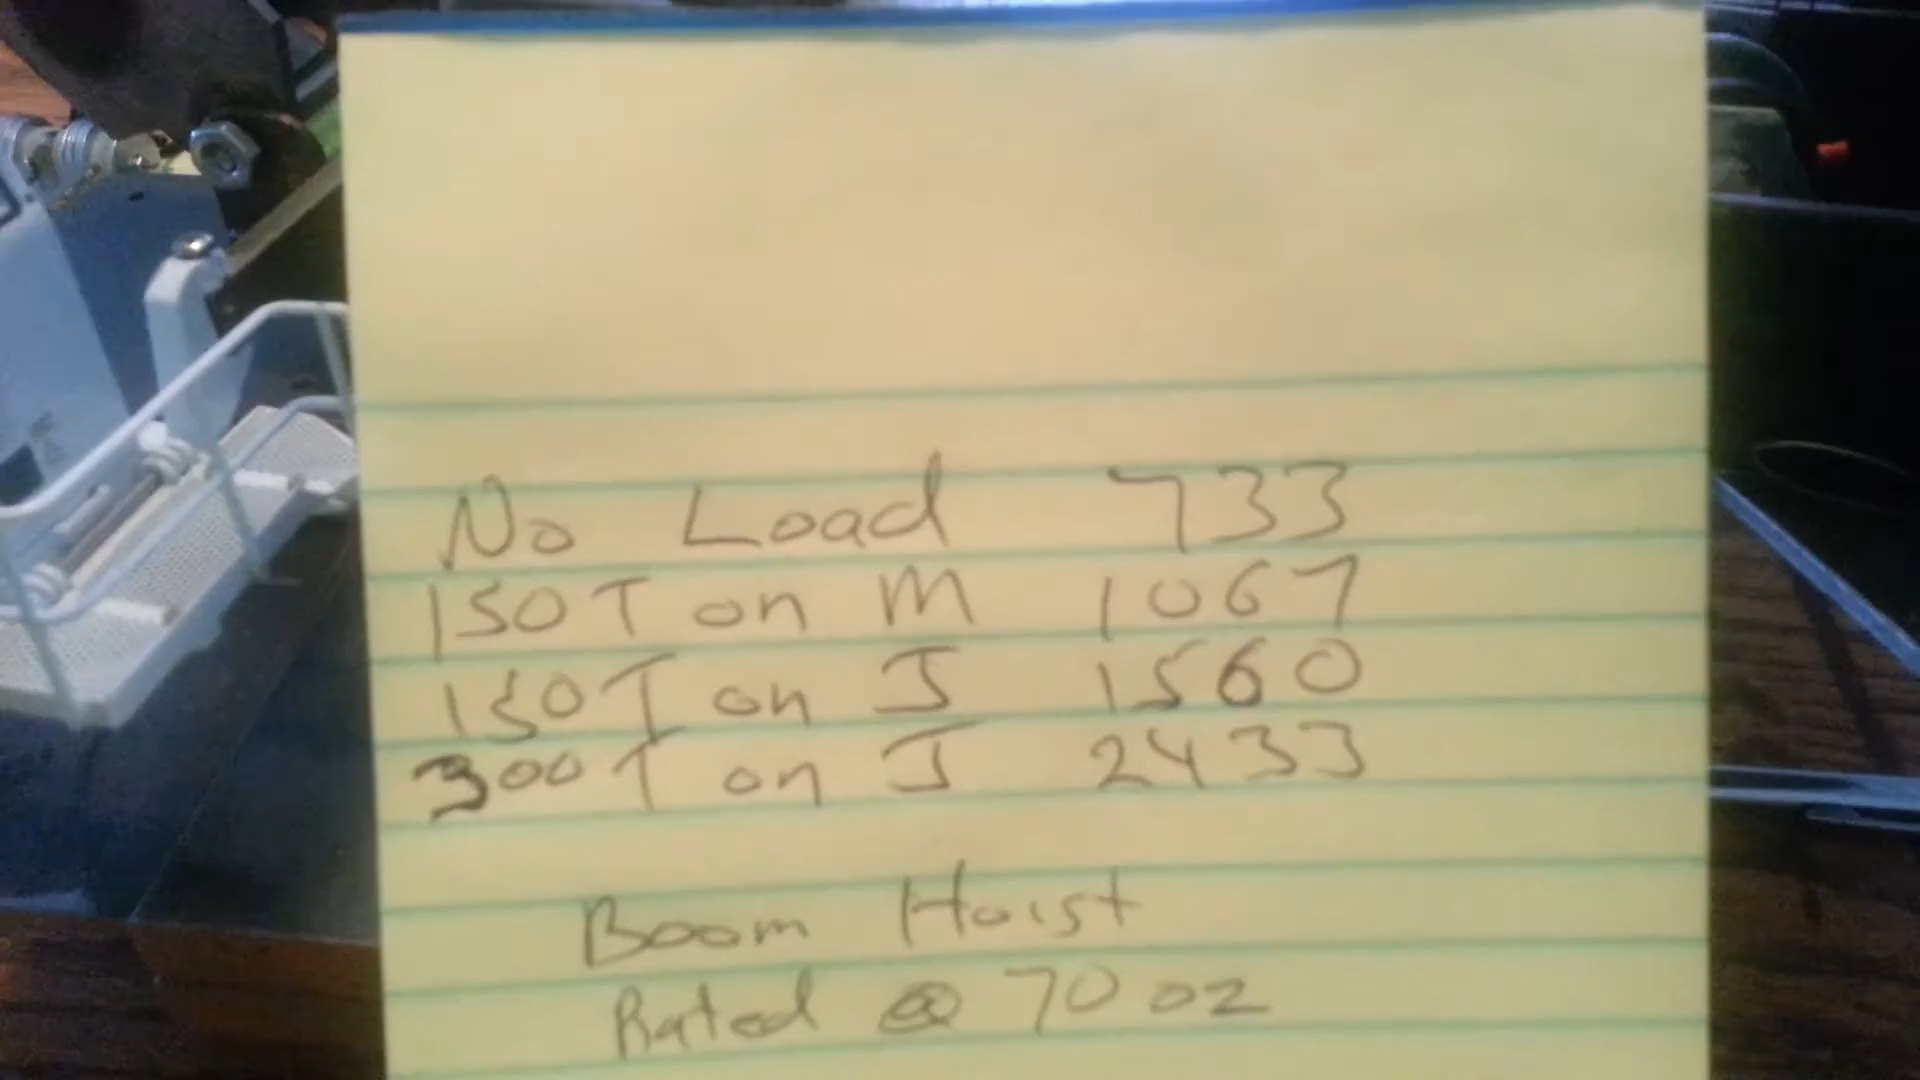 No Load 733
150T on M 1067
150T on J 1560
300T on J 2433
Boom Hoist
Rated @ 70 oz